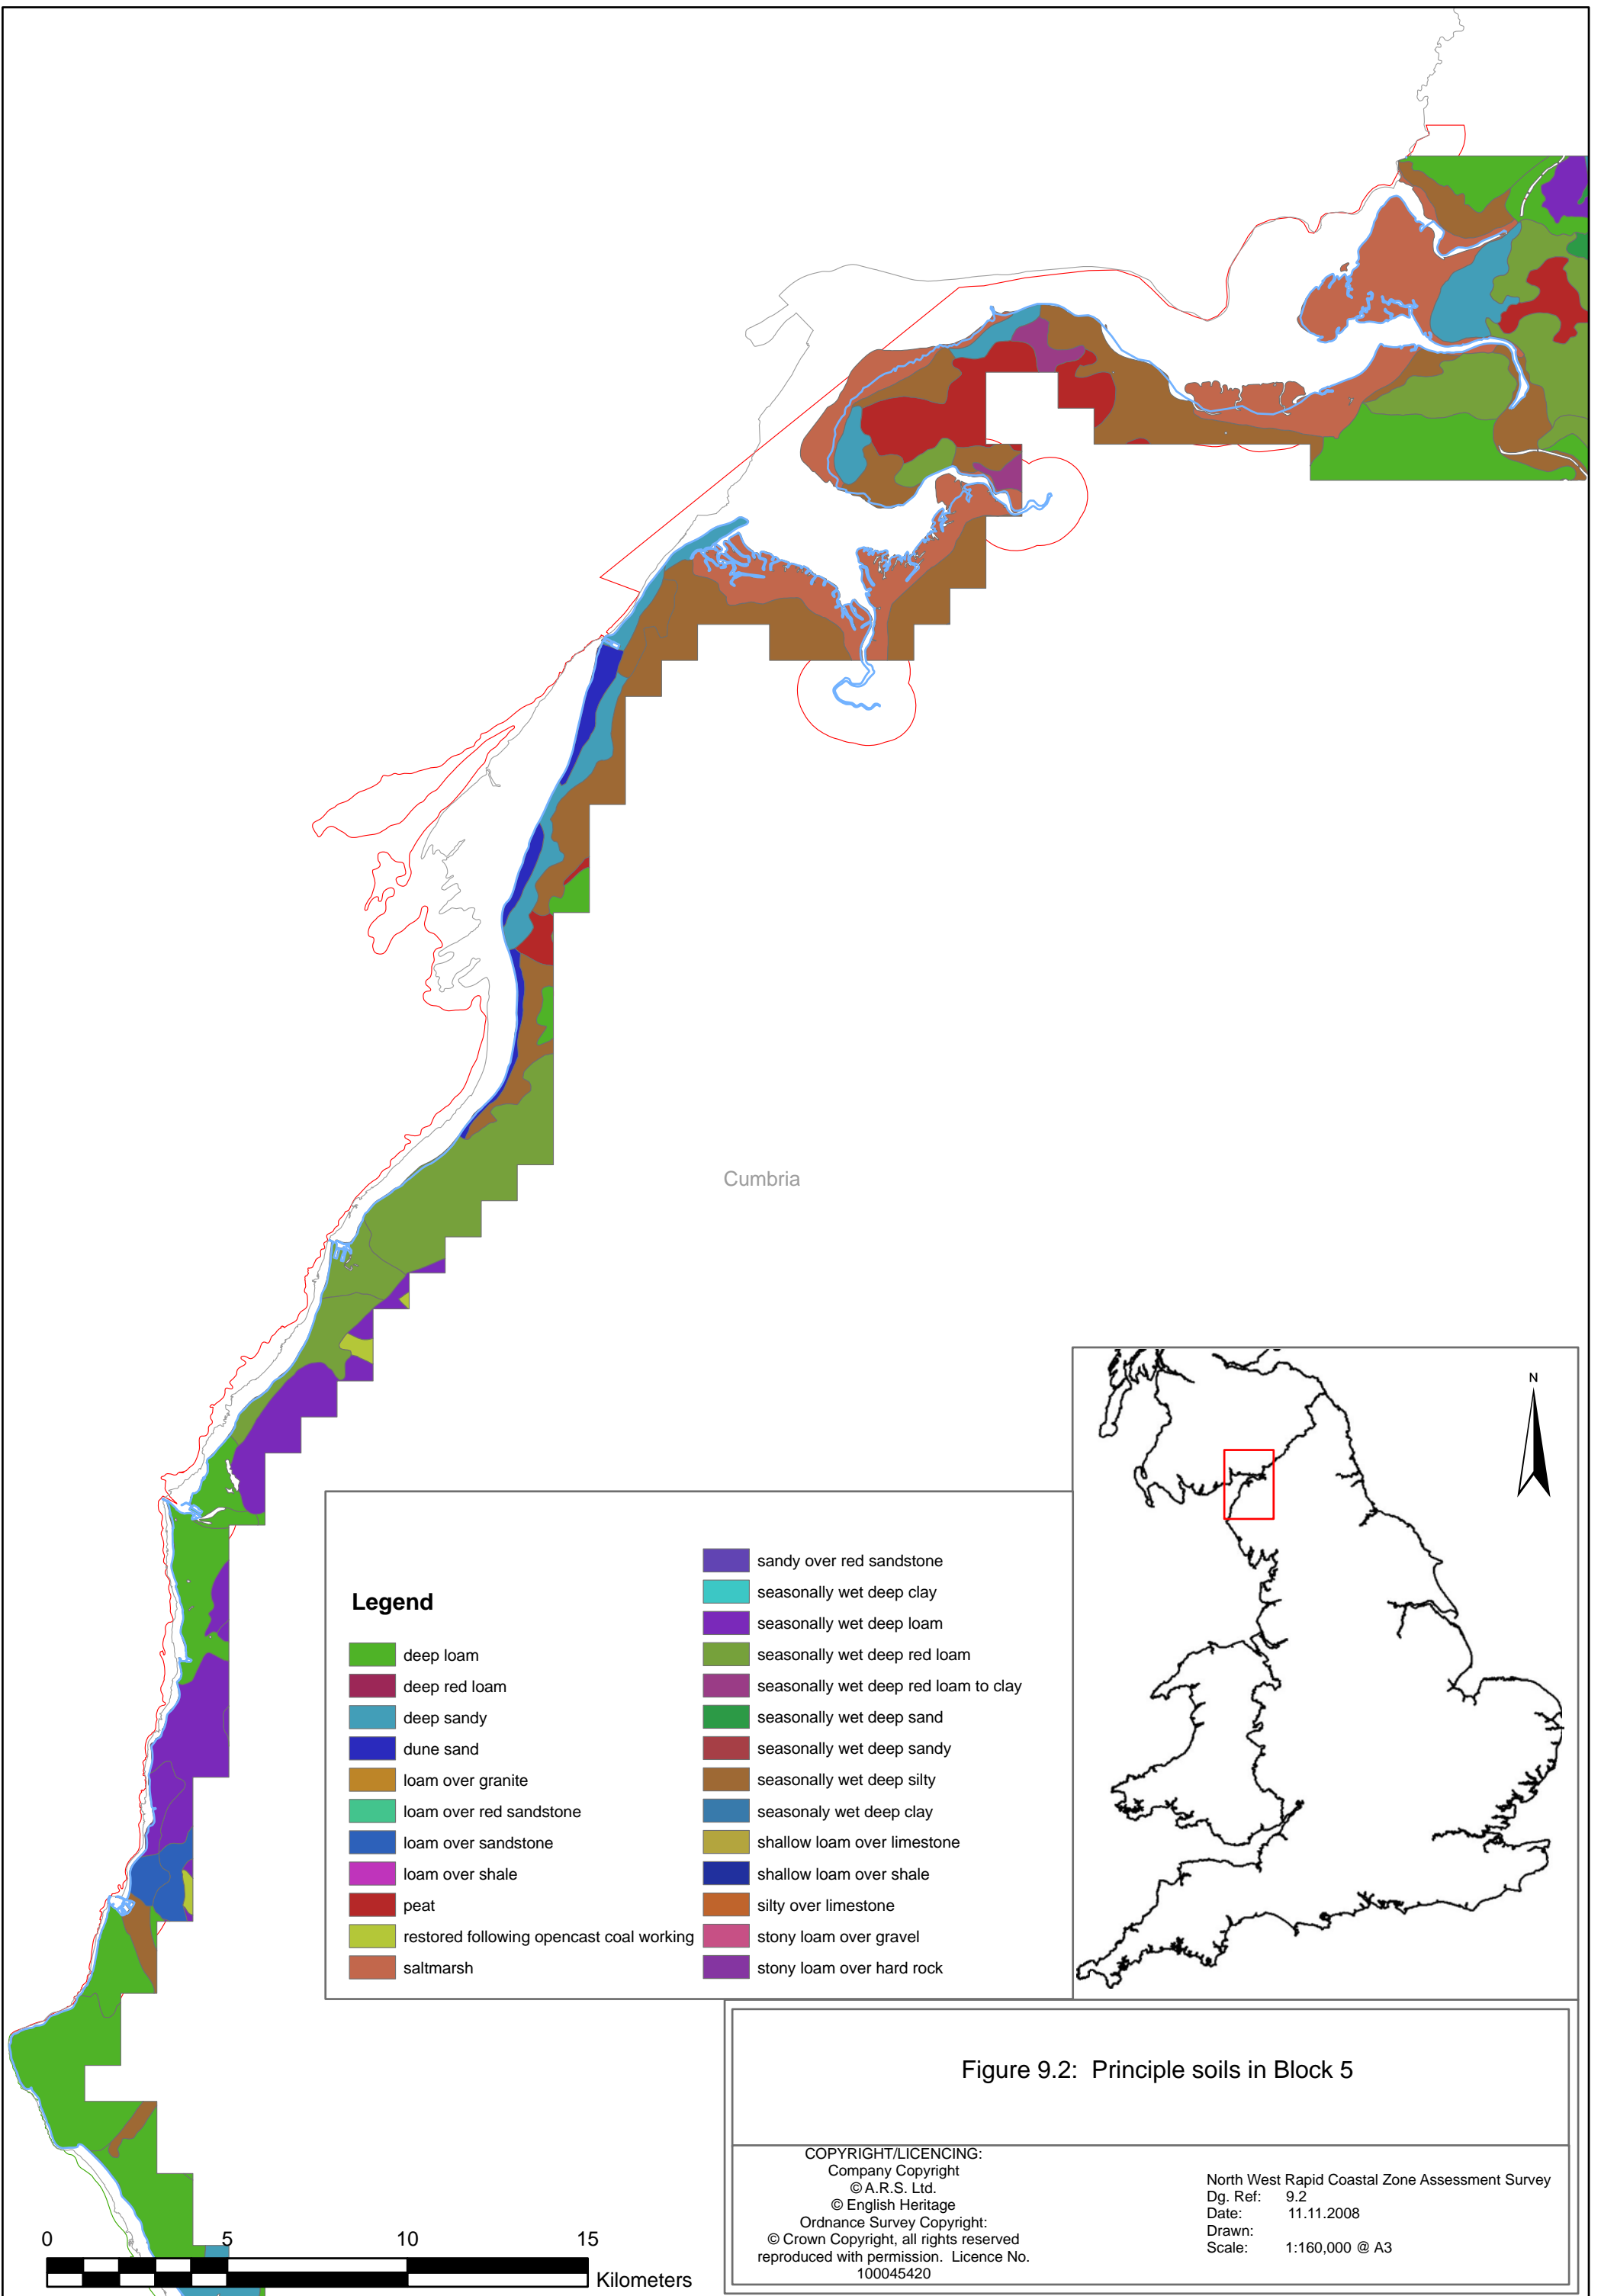 Cumbria
N
Legend
deep loam
deep red loam
deep sandy
dune sand
loam over granite
loam over red sandstone
loam over sandstone
loam over shale
peat
restored following opencast coal working
saltmarsh
sandy over red sandstone
seasonally wet deep clay
seasonally wet deep loam
seasonally wet deep red loam
seasonally wet deep red loam to clay
seasonally wet deep sand
seasonally wet deep sandy
seasonally wet deep silty
seasonaly wet deep clay
shallow loam over limestone
shallow loam over shale
silty over limestone
stony loam over gravel
stony loam over hard rock
Figure 9.2: Principle soils in Block 5
COPYRIGHT/LICENCING:
Company Copyright
© A.R.S. Ltd.
© English Heritage
Ordnance Survey Copyright:
© Crown Copyright, all rights reserved
reproduced with permission. Licence No.
100045420
North West Rapid Coastal Zone Assessment Survey
Dg. Ref: 9.2
Date: 11.11.2008
Drawn:
Scale: 1:160,000 @ A3
0 5 10 15
Kilometers